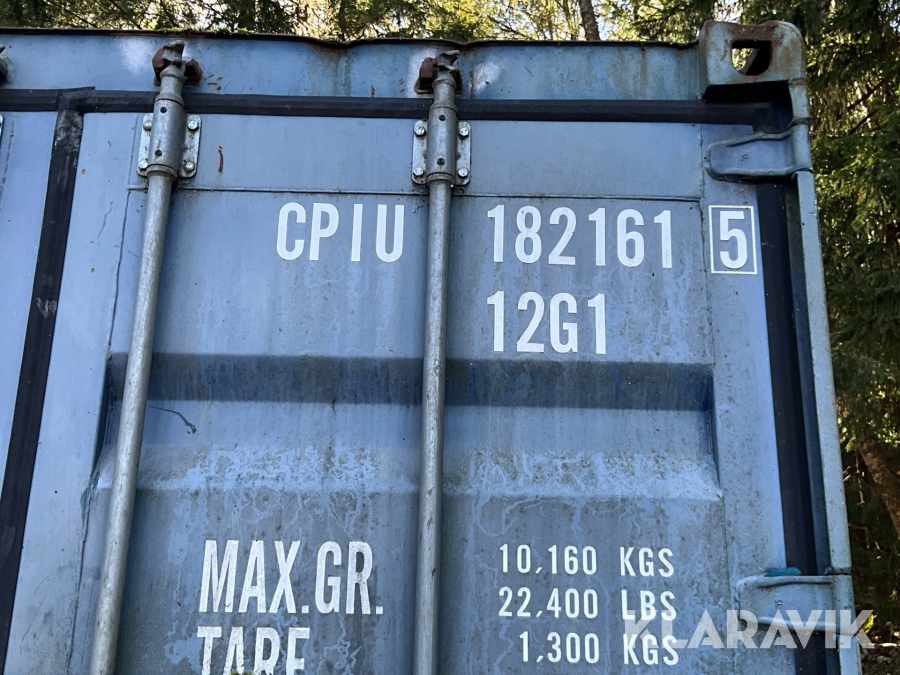 CPIU 182161 5
12G1
MAX.GR. 10,160 KGS
22,400 LBS
TARE 1,300 KGS
KLARAVIK